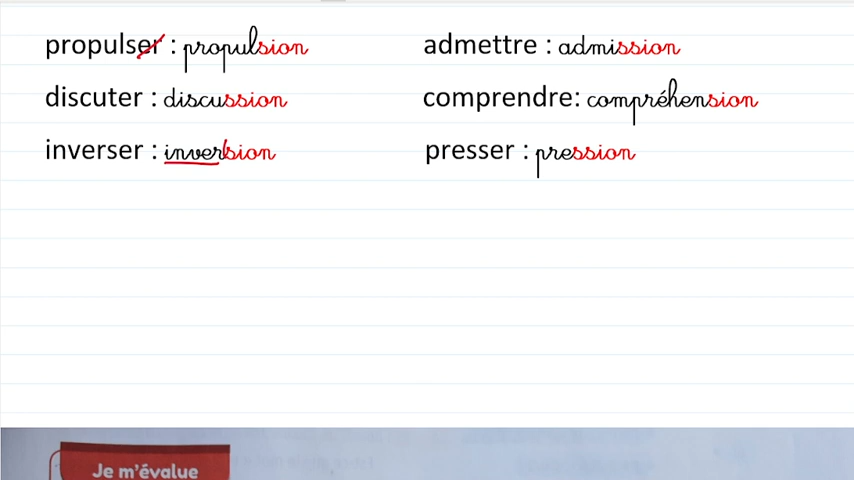 propulser : propulsion admettre : admission
discuter : discussion comprendre: compréhension
inverser : inversion presser : pression
Je m'évalue